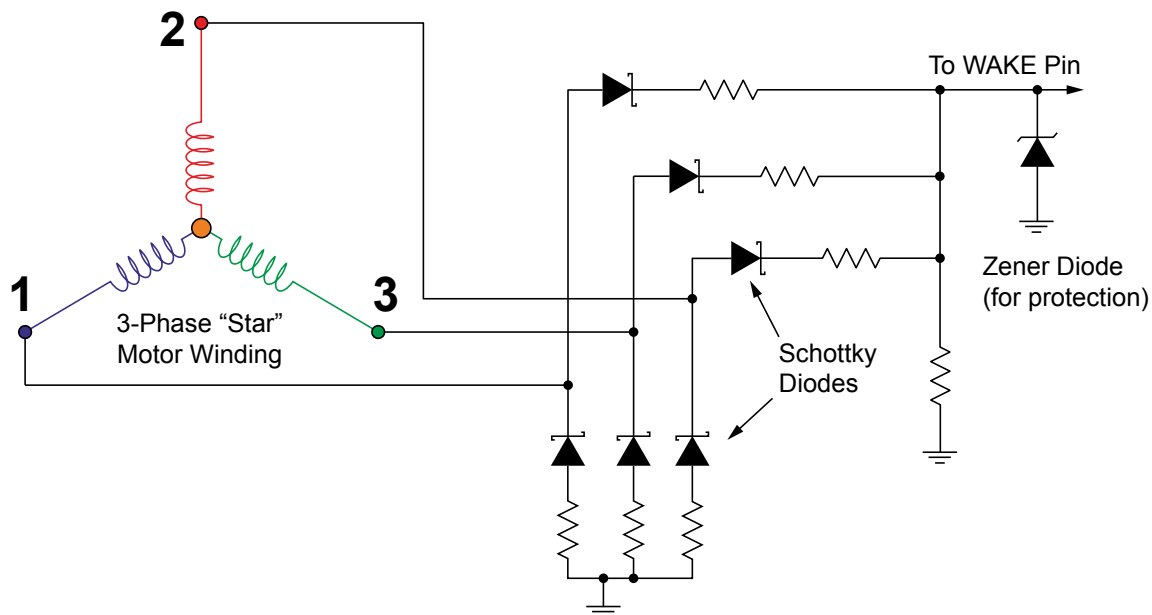 2
To WAKE Pin
1
3
3-Phase “Star”
Motor Winding
Zener Diode
(for protection)
Schottky
Diodes